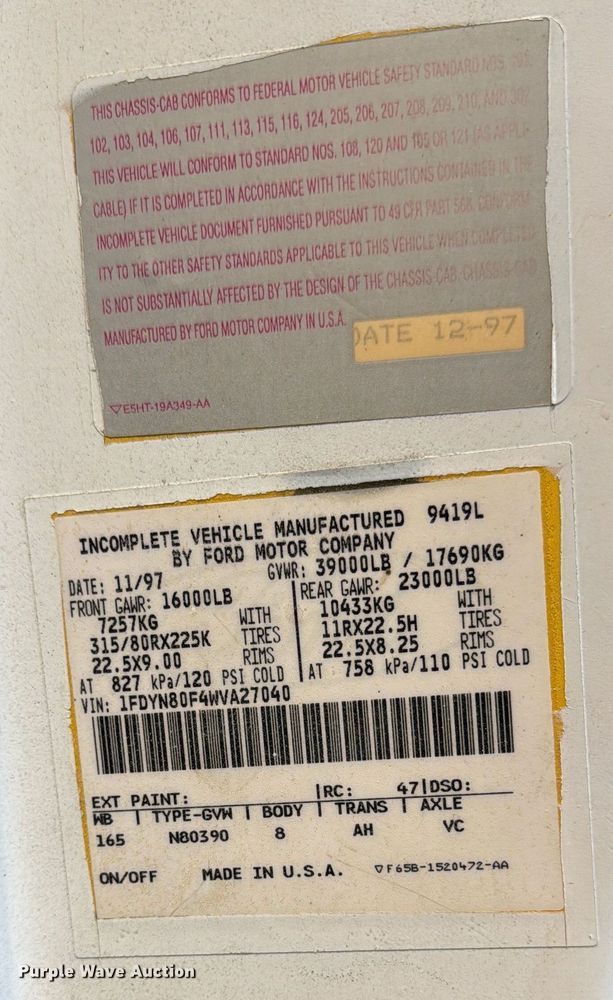 THIS CHASSIS-CAB CONFORMS TO FEDERAL MOTOR VEHICLE SAFETY STANDARD NOS. 101,
102, 103, 104, 106, 107, 111, 113, 115, 116, 124, 205, 206, 207, 208, 209, 210, AND 302.
THIS VEHICLE WILL CONFORM TO STANDARD NOS. 108, 120 AND 105 OR 121 (AS APPLI-
CABLE) IF IT IS COMPLETED IN ACCORDANCE WITH THE INSTRUCTIONS CONTAINED IN THE
INCOMPLETE VEHICLE DOCUMENT FURNISHED PURSUANT TO 49 CFR PART 568. CONFORM-
ITY TO THE OTHER SAFETY STANDARDS APPLICABLE TO THIS VEHICLE WHEN COMPLETED
IS NOT SUBSTANTIALLY AFFECTED BY THE DESIGN OF THE CHASSIS-CAB. CHASSIS-CAB
MANUFACTURED BY FORD MOTOR COMPANY IN U.S.A.
DATE 12-97
E5HT-19A349-AA
INCOMPLETE VEHICLE MANUFACTURED 9419L
BY FORD MOTOR COMPANY
DATE: 11/97 GVWR: 39000LB / 17690KG
FRONT GAWR: 16000LB REAR GAWR: 23000LB
7257KG WITH 10433KG WITH
315/80RX225K TIRES 11RX22.5H TIRES
22.5X9.00 RIMS 22.5X8.25 RIMS
AT 827 kPa/120 PSI COLD AT 758 kPa/110 PSI COLD
VIN: 1FDYN80F4WVA27040
EXT PAINT: RC: 47 DSO:
WB TYPE-GVW BODY TRANS AXLE
165 N80390 8 AH VC
ON/OFF MADE IN U.S.A. F65B-1520472-AA
Purple Wave Auction